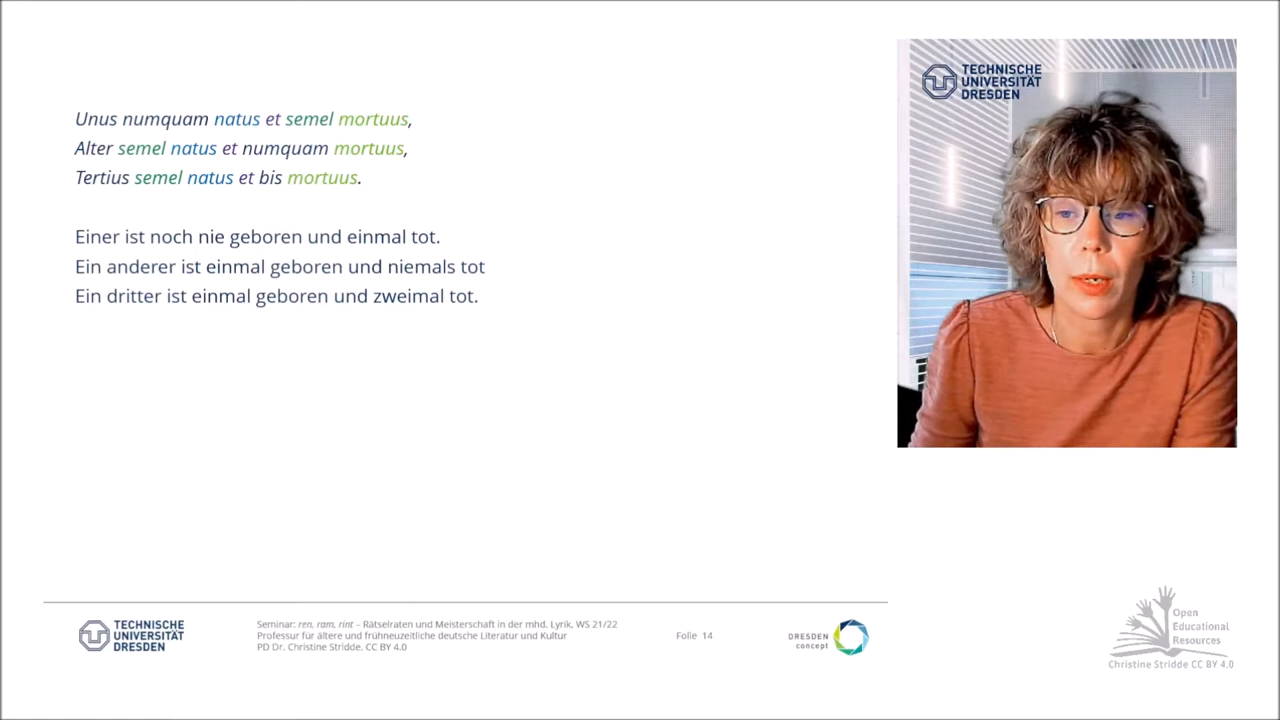 Unus numquam natus et semel mortuus,
Alter semel natus et numquam mortuus,
Tertius semel natus et bis mortuus.
Einer ist noch nie geboren und einmal tot.
Ein anderer ist einmal geboren und niemals tot
Ein dritter ist einmal geboren und zweimal tot.
TECHNISCHE
UNIVERSITÄT
DRESDEN
TECHNISCHE
UNIVERSITÄT
DRESDEN
Seminar: ren, ram, rint – Rätselraten und Meisterschaft in der mhd. Lyrik, WS 21/22
Professur für ältere und frühneuzeitliche deutsche Literatur und Kultur
PD Dr. Christine Stridde. CC BY 4.0
Folie 14
DRESDEN
concept
Open
Educational
Resources
Christine Stridde CC BY 4.0